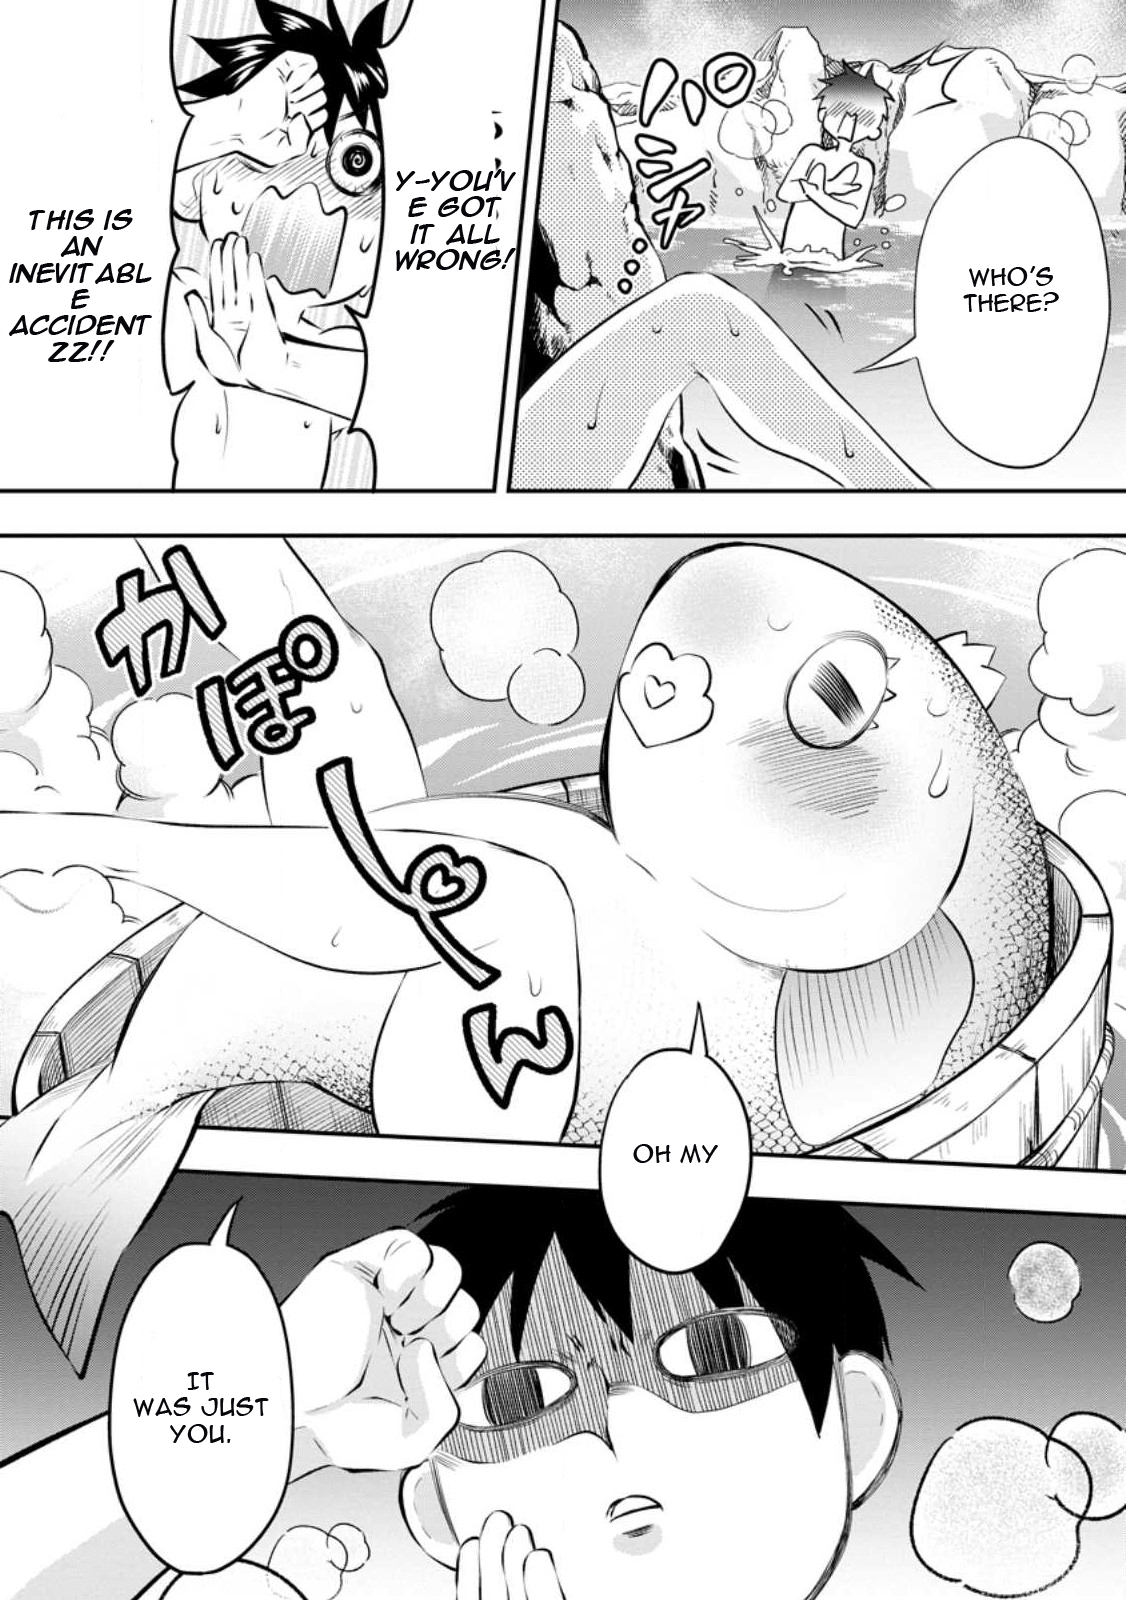 WHO'S
THERE?
パシャ
Y-YOU'V
E GOT
IT ALL
WRONG!
THIS IS
AN
INEVITABL
E
ACCIDENT
ZZ!!
かぽーん
OH MY
IT
WAS JUST
YOU.